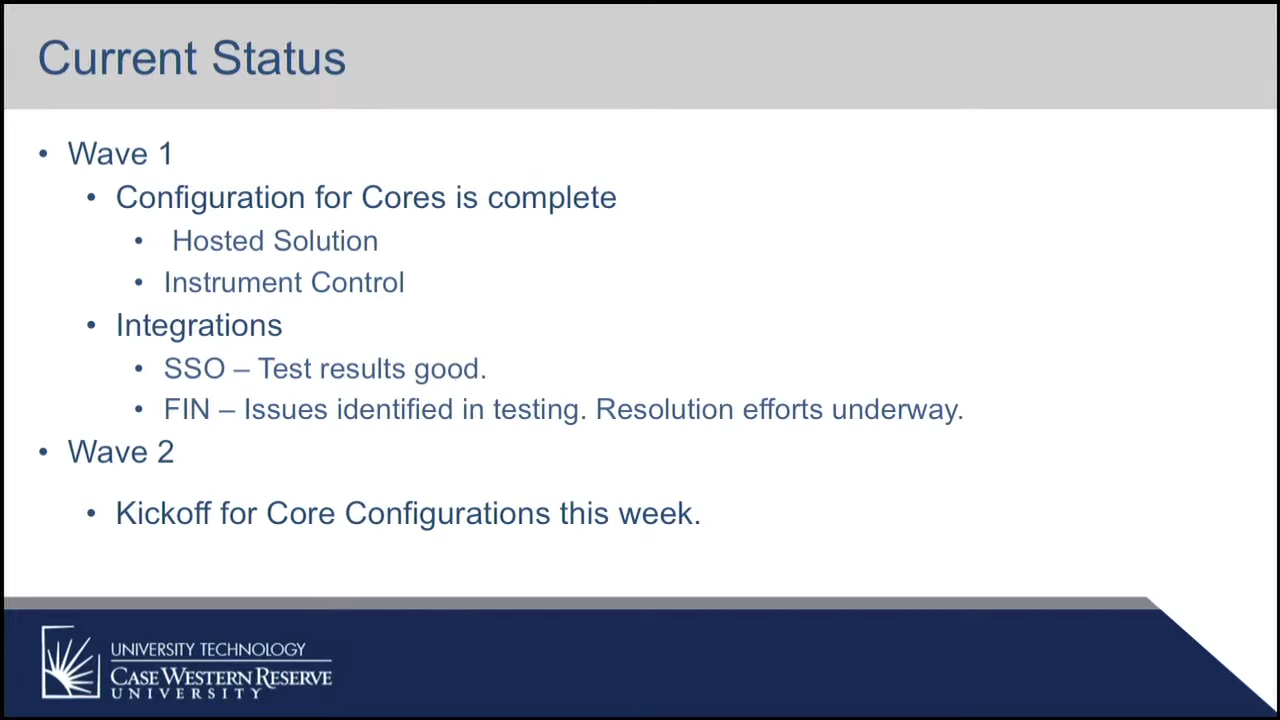 Current Status
• Wave 1
• Configuration for Cores is complete
• Hosted Solution
• Instrument Control
• Integrations
• SSO – Test results good.
• FIN – Issues identified in testing. Resolution efforts underway.
• Wave 2
• Kickoff for Core Configurations this week.
UNIVERSITY TECHNOLOGY
CASE WESTERN RESERVE
UNIVERSITY